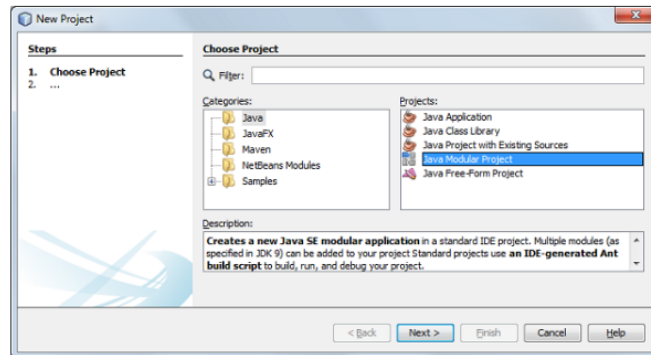 New Project
Steps
1. Choose Project
2. ...
Choose Project
Filter:
Categories:
Java
JavaFX
Maven
NetBeans Modules
Samples
Projects:
Java Application
Java Class Library
Java Project with Existing Sources
Java Modular Project
Java Free-Form Project
Description:
Creates a new Java SE modular application in a standard IDE project. Multiple modules (as
specified in JDK 9) can be added to your project Standard projects use an IDE-generated Ant
build script to build, run, and debug your project.
< Back
Next >
Finish
Cancel
Help